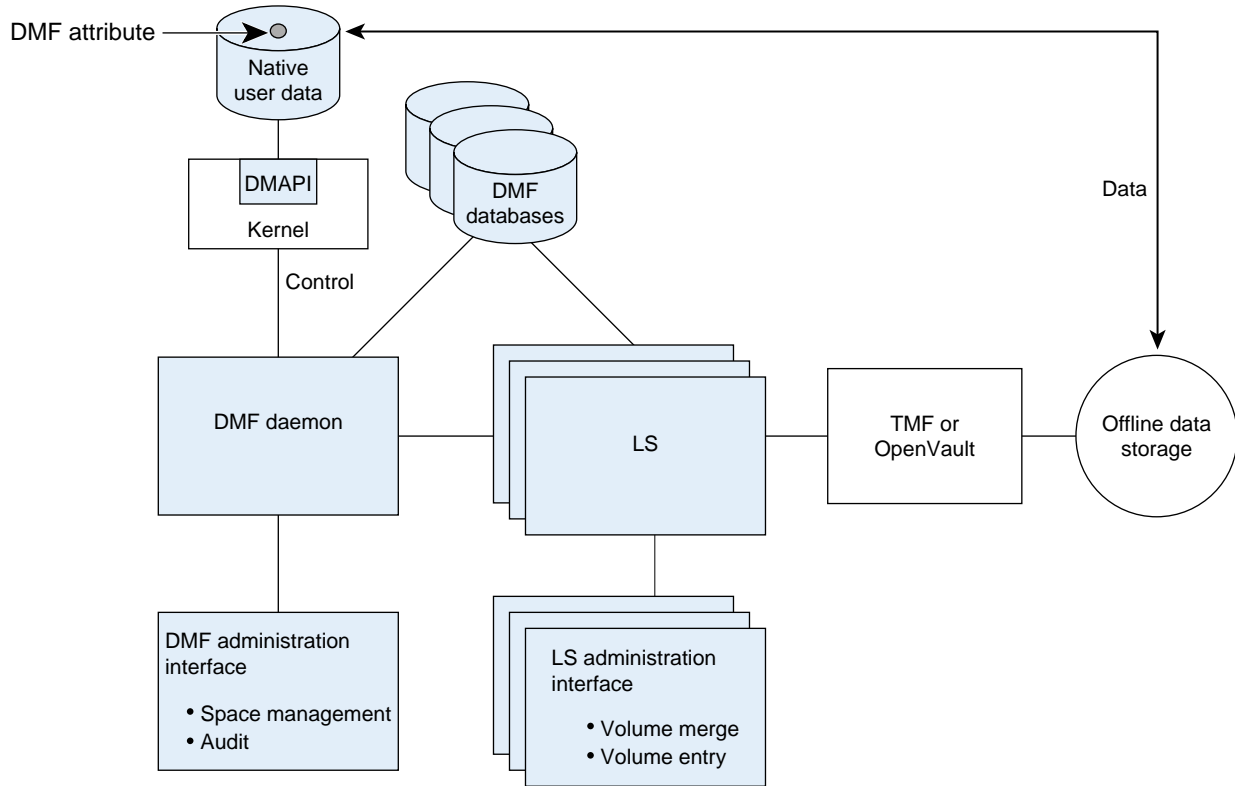 DMF attribute
Native
user data
DMAPI
Kernel
Control
DMF
databases
Data
DMF daemon
LS
TMF or
OpenVault
Offline data
storage
DMF administration
interface
• Space management
• Audit
LS administration
interface
• Volume merge
• Volume entry